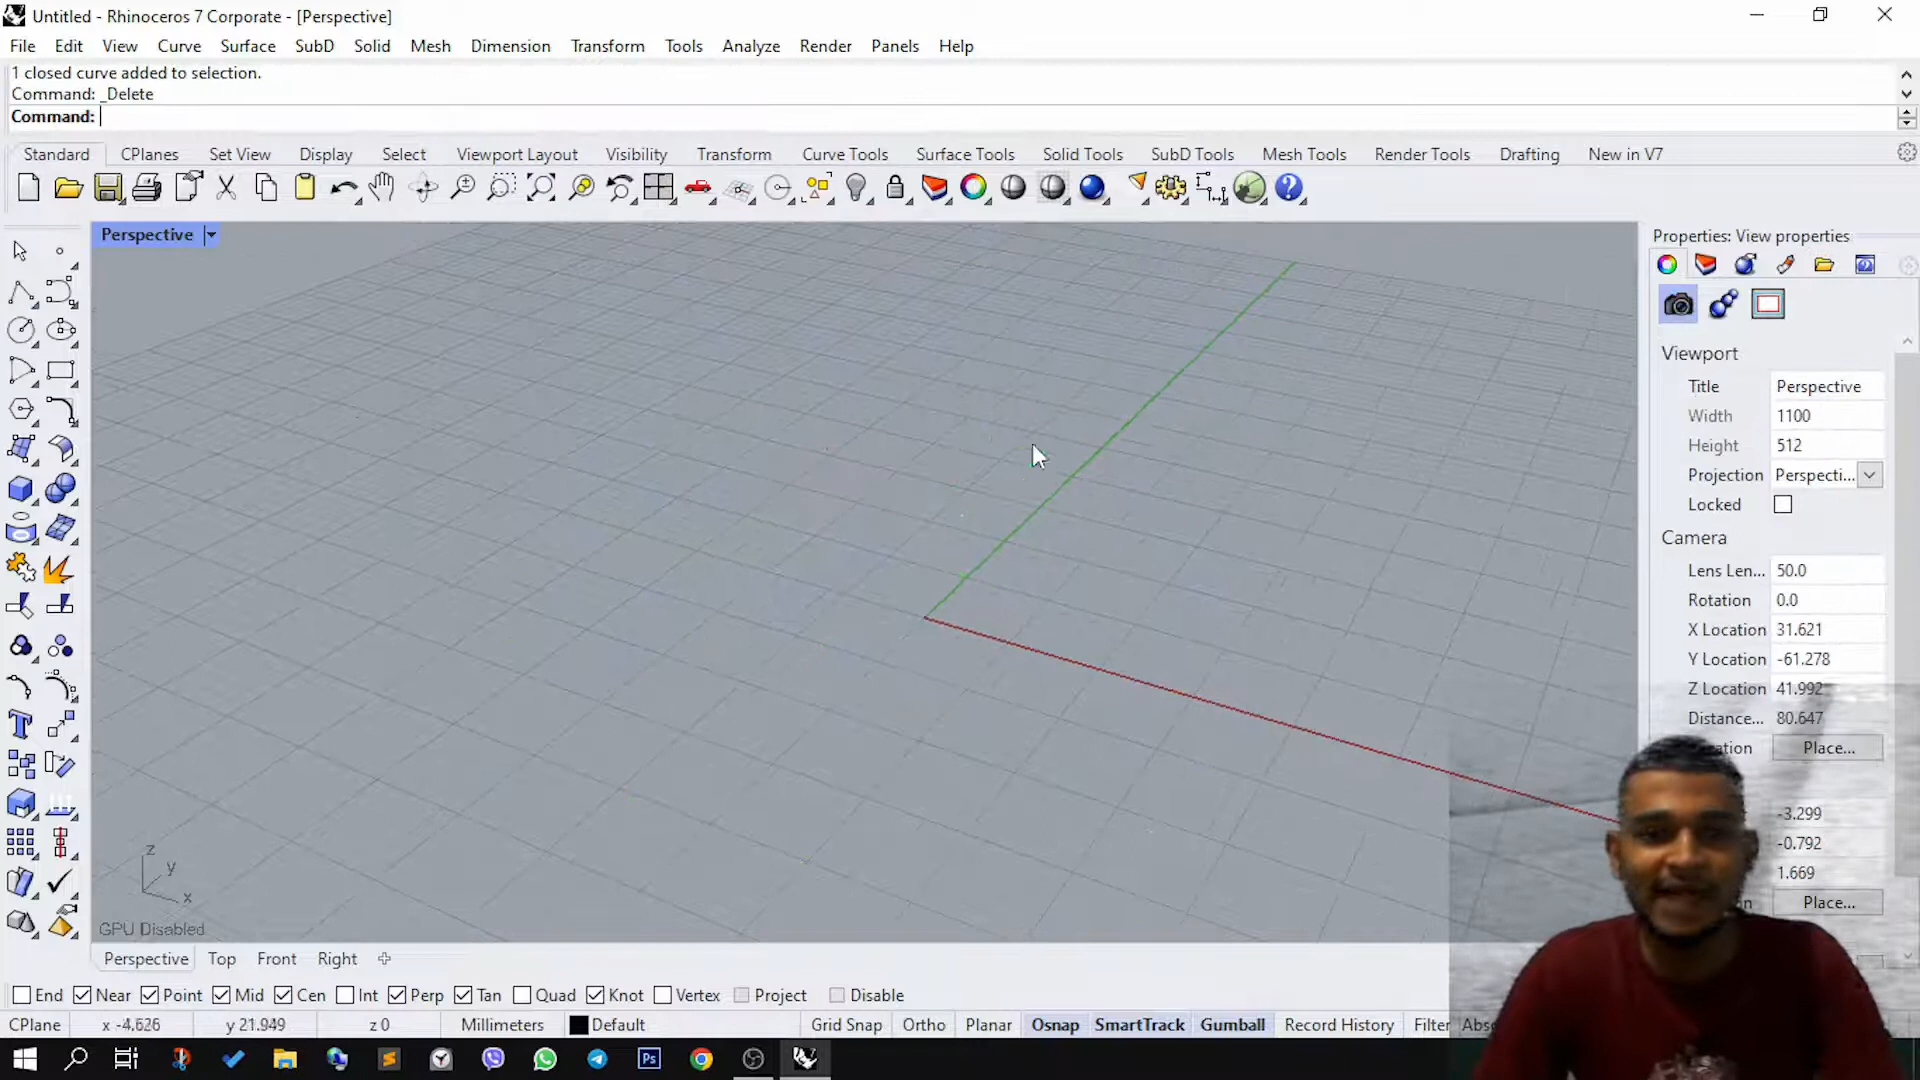 Untitled - Rhinoceros 7 Corporate - [Perspective]
File Edit View Curve Surface SubD Solid Mesh Dimension Transform Tools Analyze Render Panels Help
1 closed curve added to selection.
Command: _Delete
Command:
Standard CPlanes Set View Display Select Viewport Layout Visibility Transform Curve Tools Surface Tools Solid Tools SubD Tools Mesh Tools Render Tools Drafting New in V7
Perspective
Properties: View properties
Viewport
Title Perspective
Width 1100
Height 512
Projection Perspecti...
Locked
Camera
Lens Len... 50.0
Rotation 0.0
X Location 31.621
Y Location -61.278
Z Location 41.992
Distance... 80.647
Place...
-3.299
-0.792
1.669
Place...
z
y
x
GPU Disabled
Perspective Top Front Right
End Near Point Mid Cen Int Perp Tan Quad Knot Vertex Project Disable
CPlane x -4.626 y 21.949 z 0 Millimeters Default Grid Snap Ortho Planar Osnap SmartTrack Gumball Record History Filter Abs
Ps